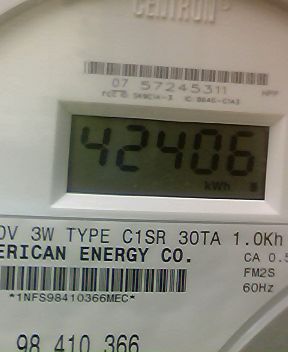 CENTRON®
07 57245311
42406
kWh
0V 3W TYPE C1SR 30TA 1.0Kh
ERICAN ENERGY CO.
CA 0.5
FM2S
*1NFS98410366MEC*
60Hz
98 410 366